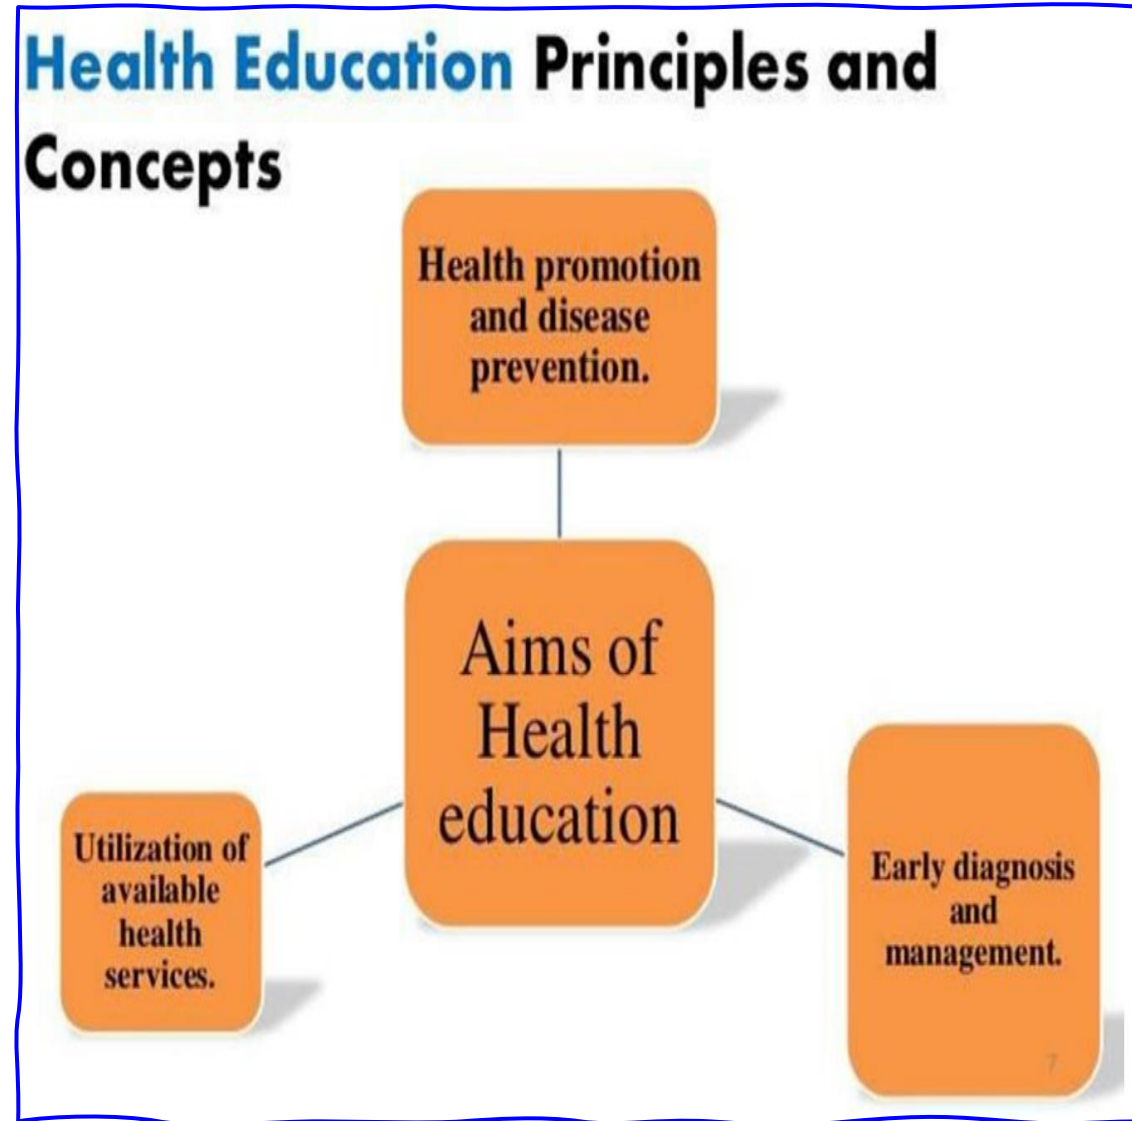 Health Education Principles and
Concepts
Health promotion
and disease
prevention.
Aims of
Health
education
Utilization of
available
health
services.
Early diagnosis
and
management.
7